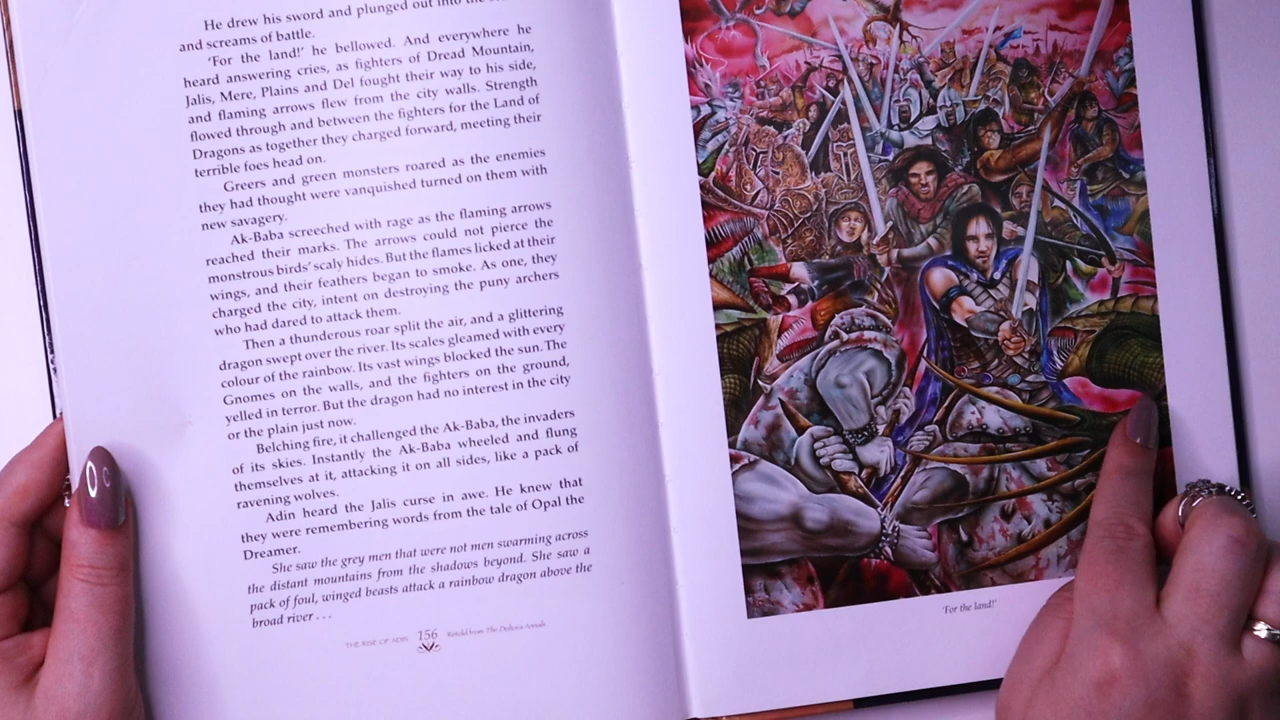 He drew his sword and plunged out into the
and screams of battle.
'For the land!' he bellowed. And everywhere he
heard answering cries, as fighters of Dread Mountain,
Jalis, Mere, Plains and Del fought their way to his side,
and flaming arrows flew from the city walls. Strength
flowed through and between the fighters for the Land of
Dragons as together they charged forward, meeting their
terrible foes head on.
Greers and green monsters roared as the enemies
they had thought were vanquished turned on them with
new savagery.
Ak-Baba screeched with rage as the flaming arrows
reached their marks. The arrows could not pierce the
monstrous birds' scaly hides. But the flames licked at their
wings, and their feathers began to smoke. As one, they
charged the city, intent on destroying the puny archers
who had dared to attack them.
Then a thunderous roar split the air, and a glittering
dragon swept over the river. Its scales gleamed with every
colour of the rainbow. Its vast wings blocked the sun. The
Gnomes on the walls, and the fighters on the ground,
yelled in terror. But the dragon had no interest in the city
or the plain just now.
Belching fire, it challenged the Ak-Baba, the invaders
of its skies. Instantly the Ak-Baba wheeled and flung
themselves at it, attacking it on all sides, like a pack of
ravening wolves.
Adin heard the Jalis curse in awe. He knew that
they were remembering words from the tale of Opal the
Dreamer.
She saw the grey men that were not men swarming across
the distant mountains from the shadows beyond. She saw a
pack of foul, winged beasts attack a rainbow dragon above the
broad river . . .
THE RISE OF ADIN 156 Retold from The Deltora Annals
'For the land!'